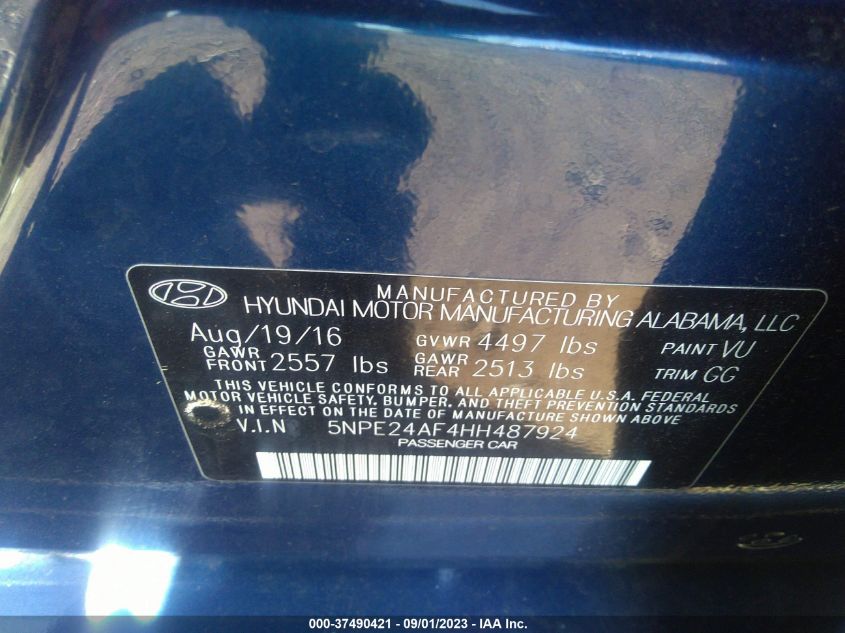 MANUFACTURED BY
HYUNDAI MOTOR MANUFACTURING ALABAMA, LLC
Aug/19/16 GVWR 4497 lbs PAINT VU
GAWR FRONT 2557 lbs GAWR REAR 2513 lbs TRIM GG
THIS VEHICLE CONFORMS TO ALL APPLICABLE U.S.A. FEDERAL
MOTOR VEHICLE SAFETY, BUMPER, AND THEFT PREVENTION STANDARDS
IN EFFECT ON THE DATE OF MANUFACTURE SHOWN ABOVE
V.I.N 5NPE24AF4HH487924
PASSENGER CAR
000-37490421 - 09/01/2023 - IAA Inc.